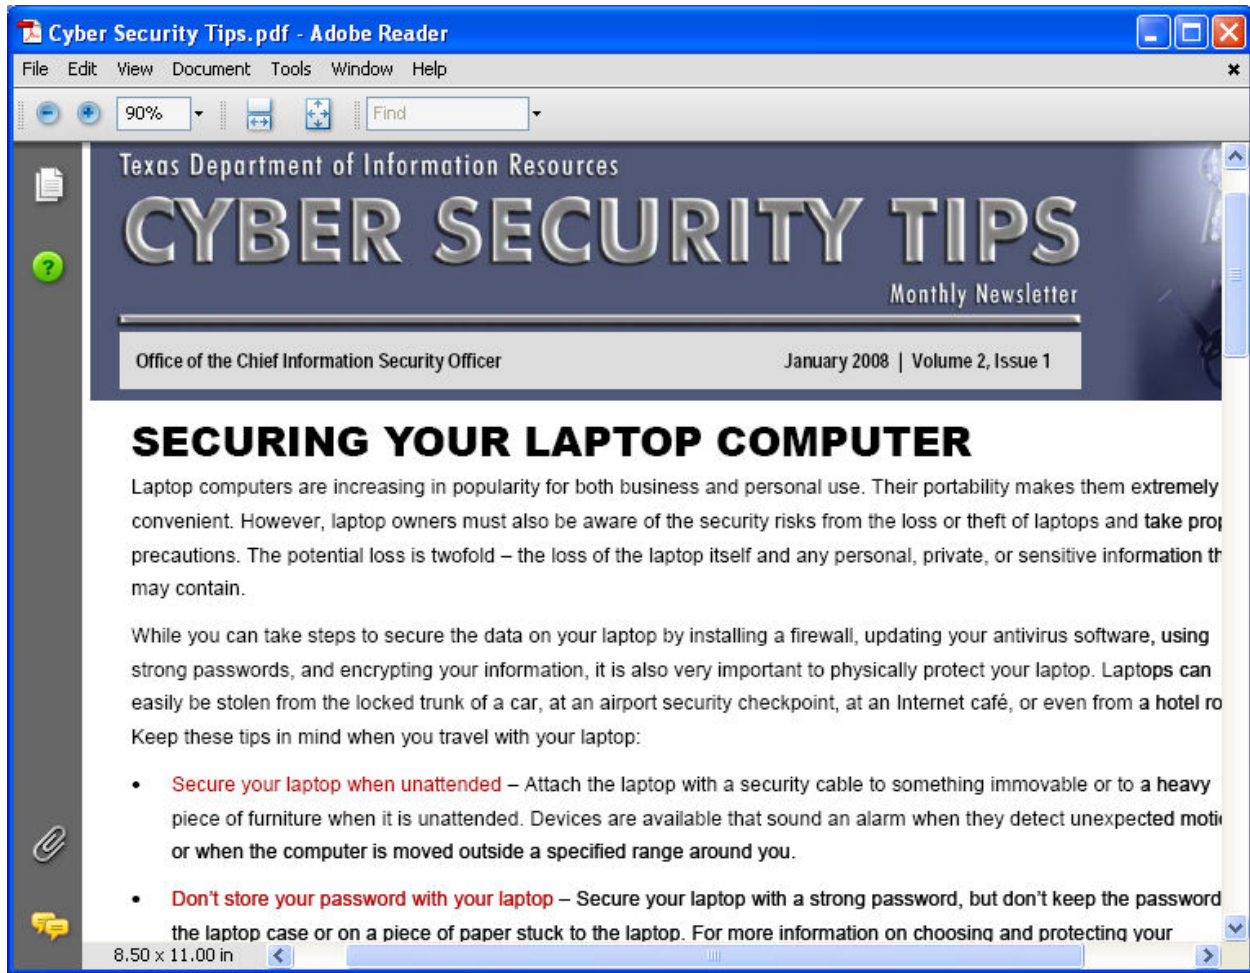 Cyber Security Tips.pdf - Adobe Reader
File Edit View Document Tools Window Help
90% Find
Texas Department of Information Resources
CYBER SECURITY TIPS
Monthly Newsletter
Office of the Chief Information Security Officer January 2008 | Volume 2, Issue 1
SECURING YOUR LAPTOP COMPUTER
Laptop computers are increasing in popularity for both business and personal use. Their portability makes them extremely
convenient. However, laptop owners must also be aware of the security risks from the loss or theft of laptops and take prop
precautions. The potential loss is twofold – the loss of the laptop itself and any personal, private, or sensitive information th
may contain.
While you can take steps to secure the data on your laptop by installing a firewall, updating your antivirus software, using
strong passwords, and encrypting your information, it is also very important to physically protect your laptop. Laptops can
easily be stolen from the locked trunk of a car, at an airport security checkpoint, at an Internet café, or even from a hotel ro
Keep these tips in mind when you travel with your laptop:
• Secure your laptop when unattended – Attach the laptop with a security cable to something immovable or to a heavy
piece of furniture when it is unattended. Devices are available that sound an alarm when they detect unexpected moti
or when the computer is moved outside a specified range around you.
• Don't store your password with your laptop – Secure your laptop with a strong password, but don't keep the password
the laptop case or on a piece of paper stuck to the laptop. For more information on choosing and protecting your
8.50 x 11.00 in